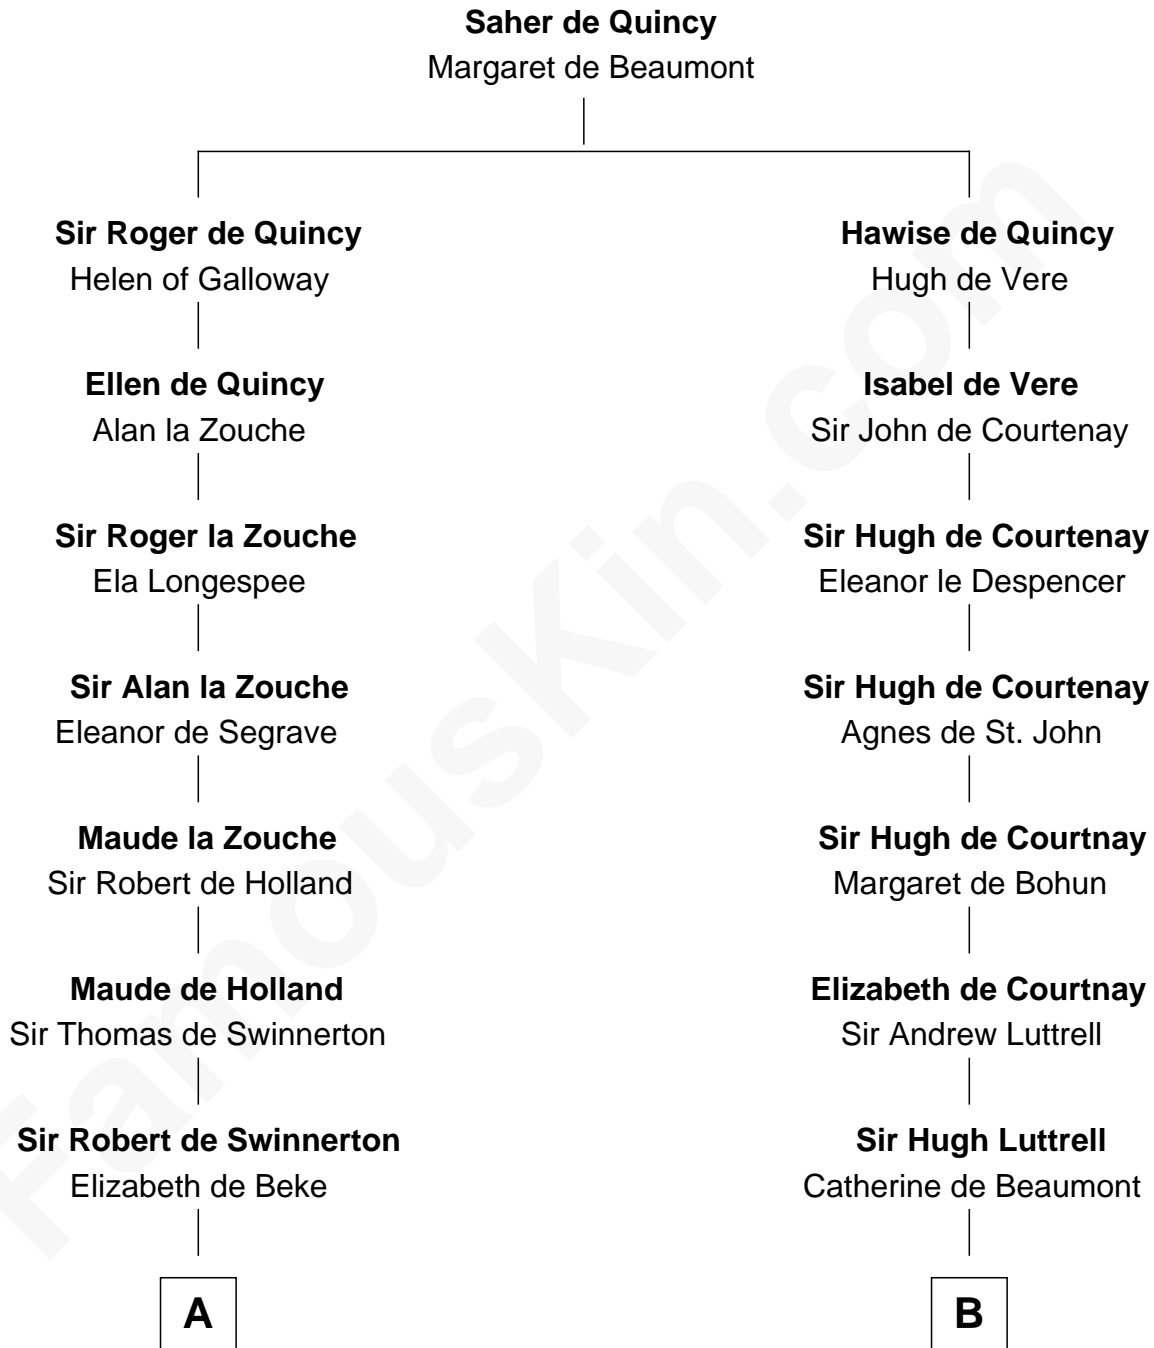 Saher de Quincy
Margaret de Beaumont
Sir Roger de Quincy
Helen of Galloway
Hawise de Quincy
Hugh de Vere
Ellen de Quincy
Alan la Zouche
Isabel de Vere
Sir John de Courtenay
Sir Roger la Zouche
Ela Longespee
Sir Hugh de Courtenay
Eleanor le Despencer
Sir Alan la Zouche
Eleanor de Segrave
Sir Hugh de Courtenay
Agnes de St. John
Maude la Zouche
Sir Robert de Holland
Sir Hugh de Courtnay
Margaret de Bohun
Maude de Holland
Sir Thomas de Swinnerton
Elizabeth de Courtnay
Sir Andrew Luttrell
Sir Robert de Swinnerton
Elizabeth de Beke
Sir Hugh Luttrell
Catherine de Beaumont
A
B
FamousKin.com